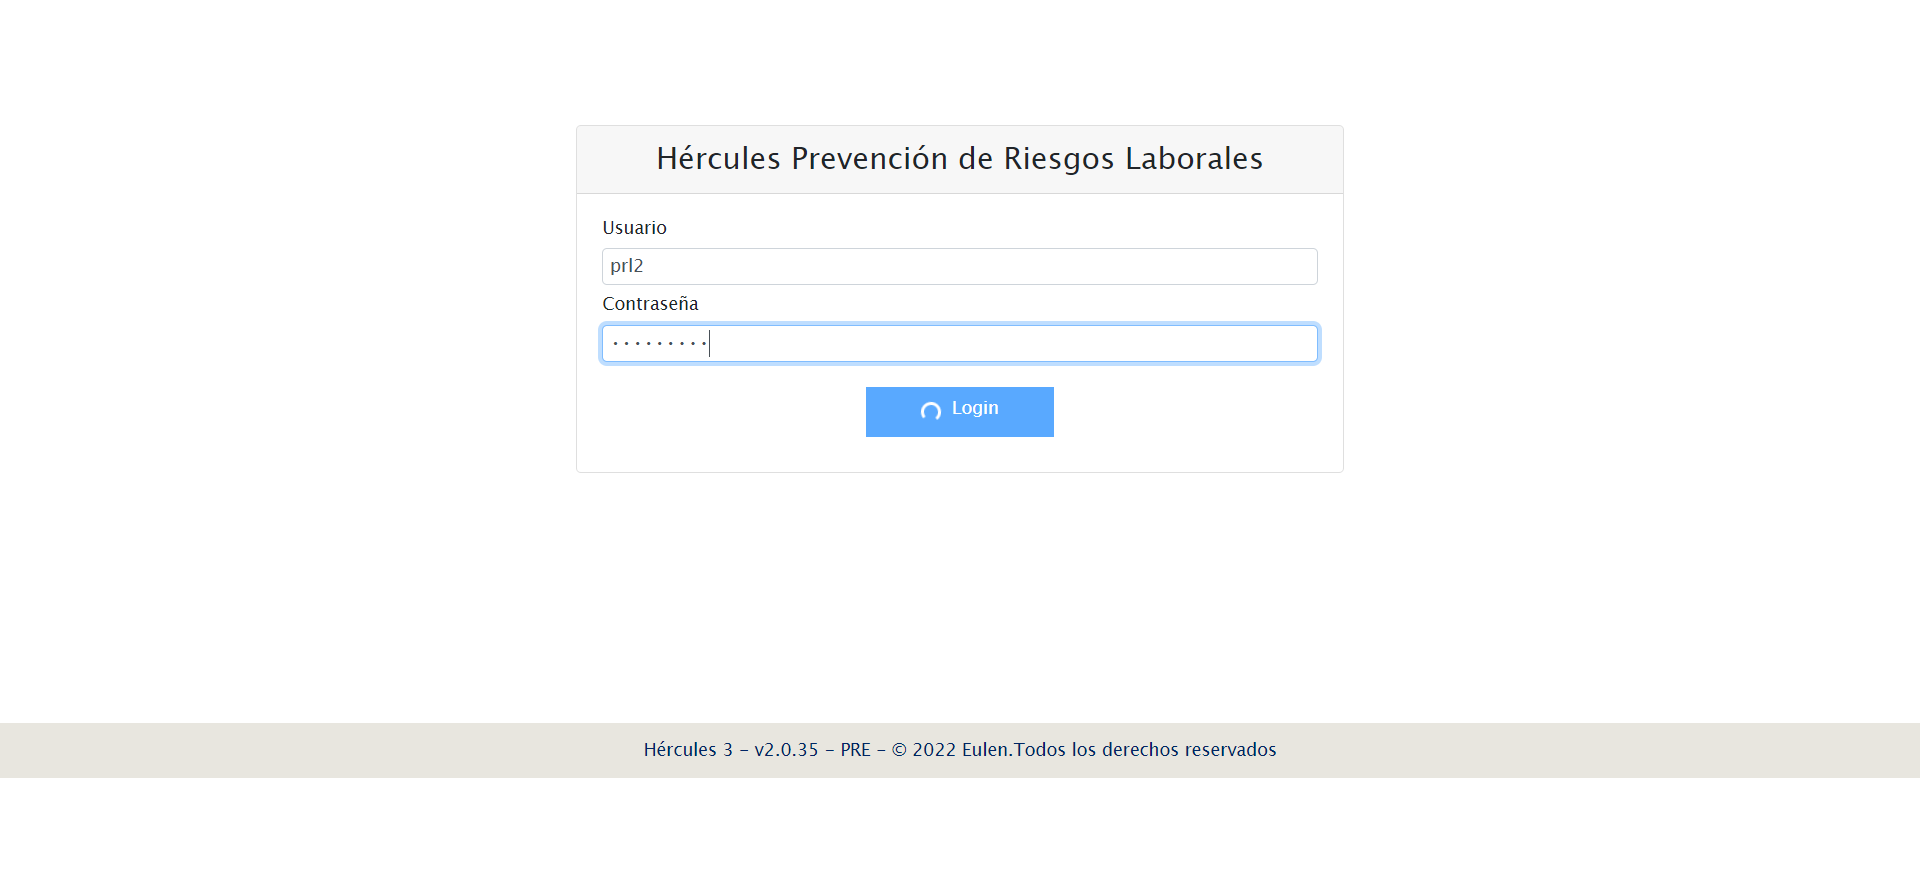 Hércules Prevención de Riesgos Laborales
Usuario
prl2
Contraseña
·········
Login
Hércules 3 - v2.0.35 - PRE - © 2022 Eulen.Todos los derechos reservados